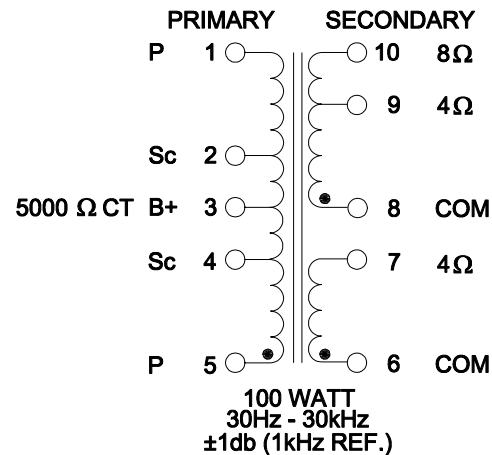 PRIMARY SECONDARY
P 1 10 8Ω
9 4Ω
Sc 2
5000 Ω CT B+ 3 8 COM
Sc 4 7 4Ω
P 5 6 COM
100 WATT
30Hz - 30kHz
±1db (1kHz REF.)